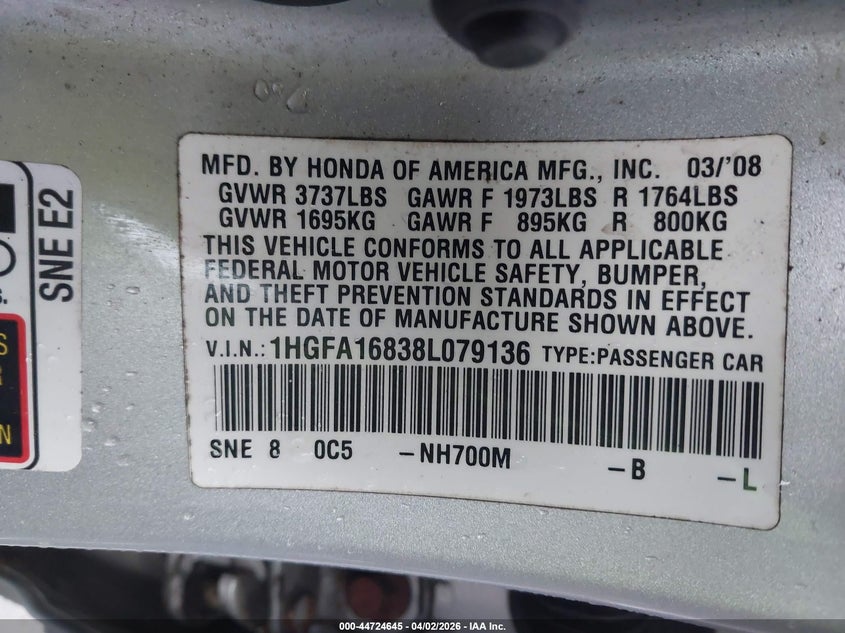 MFD. BY HONDA OF AMERICA MFG., INC. 03/'08
GVWR 3737LBS GAWR F 1973LBS R 1764LBS
GVWR 1695KG GAWR F 895KG R 800KG
THIS VEHICLE CONFORMS TO ALL APPLICABLE
FEDERAL MOTOR VEHICLE SAFETY, BUMPER,
AND THEFT PREVENTION STANDARDS IN EFFECT
ON THE DATE OF MANUFACTURE SHOWN ABOVE.
V.I.N.: 1HGFA16838L079136 TYPE:PASSENGER CAR
SNE 8 0C5 -NH700M -B -L
SNE E2
000-44724645 | 04/02/2026 - IAA Inc.